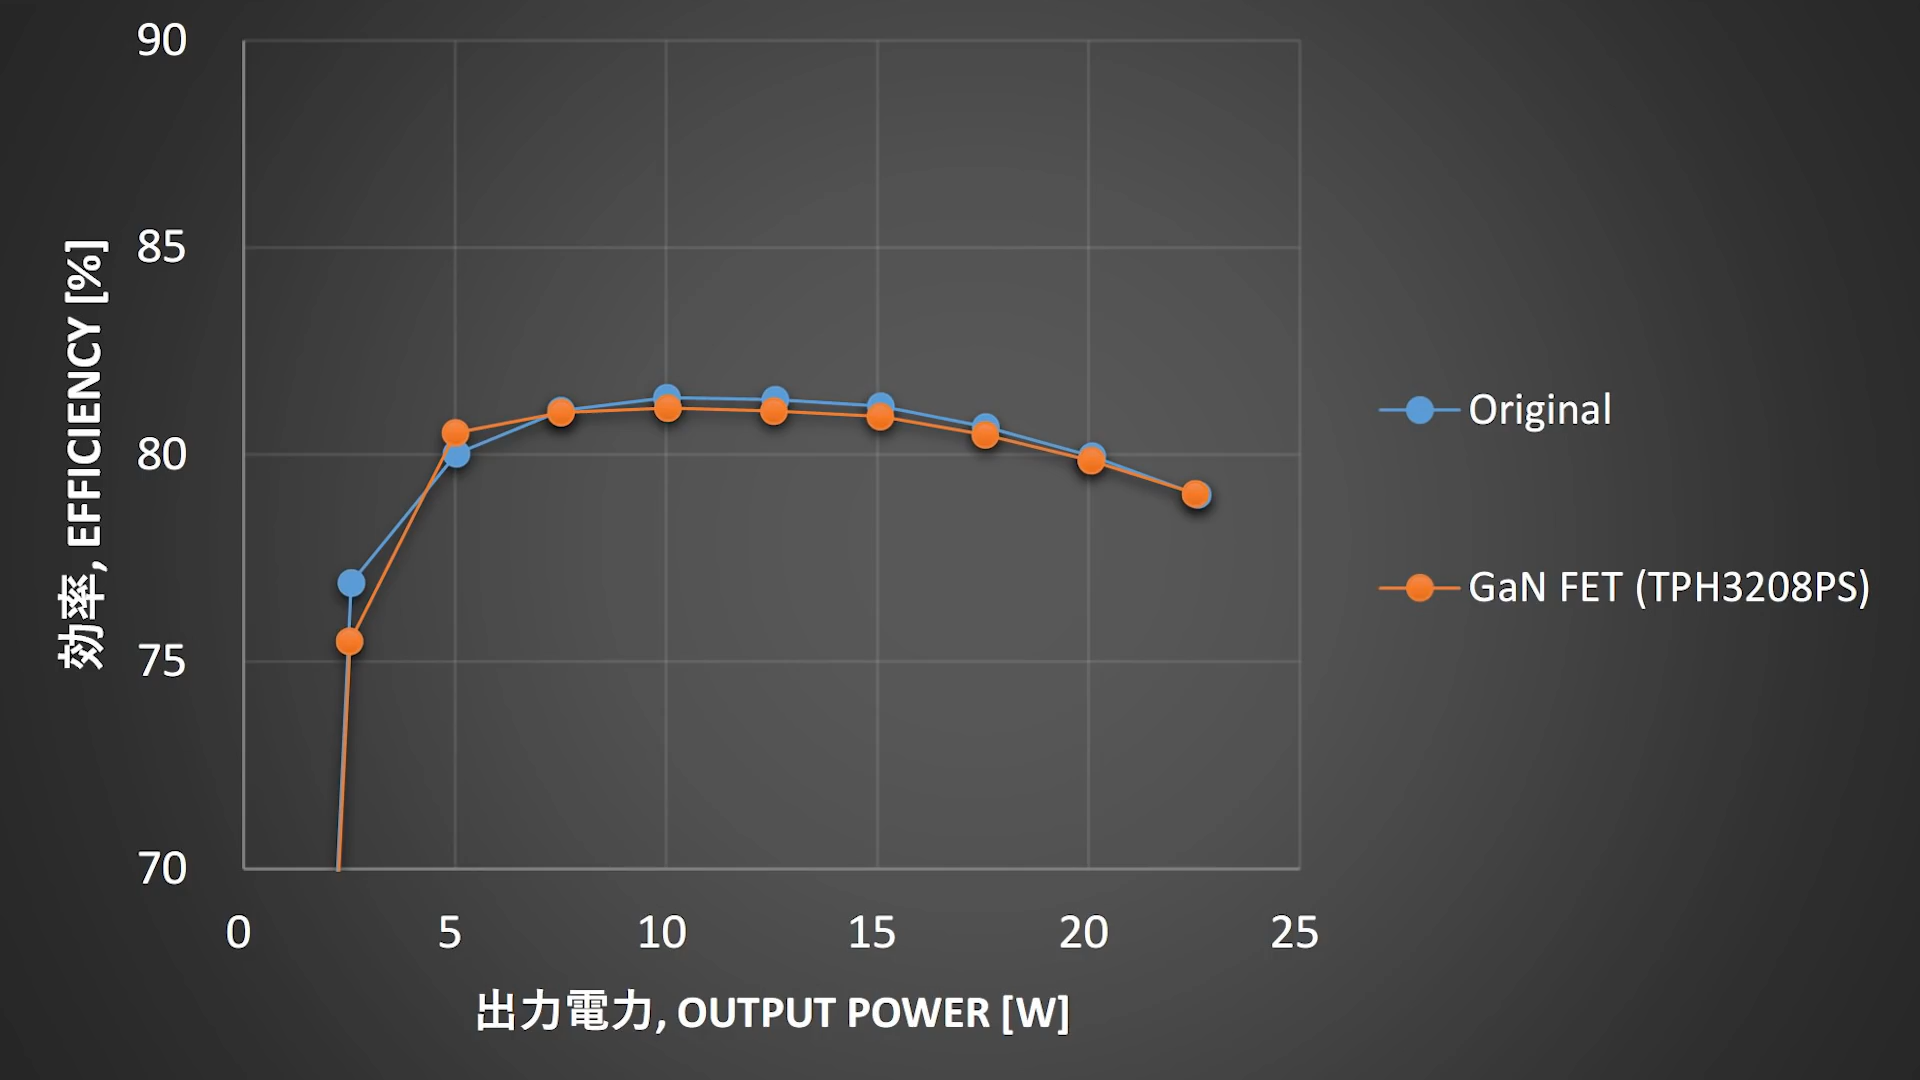 90
85
80
75
70
効率, EFFICIENCY [%]
0 5 10 15 20 25
出力電力, OUTPUT POWER [W]
Original
GaN FET (TPH3208PS)